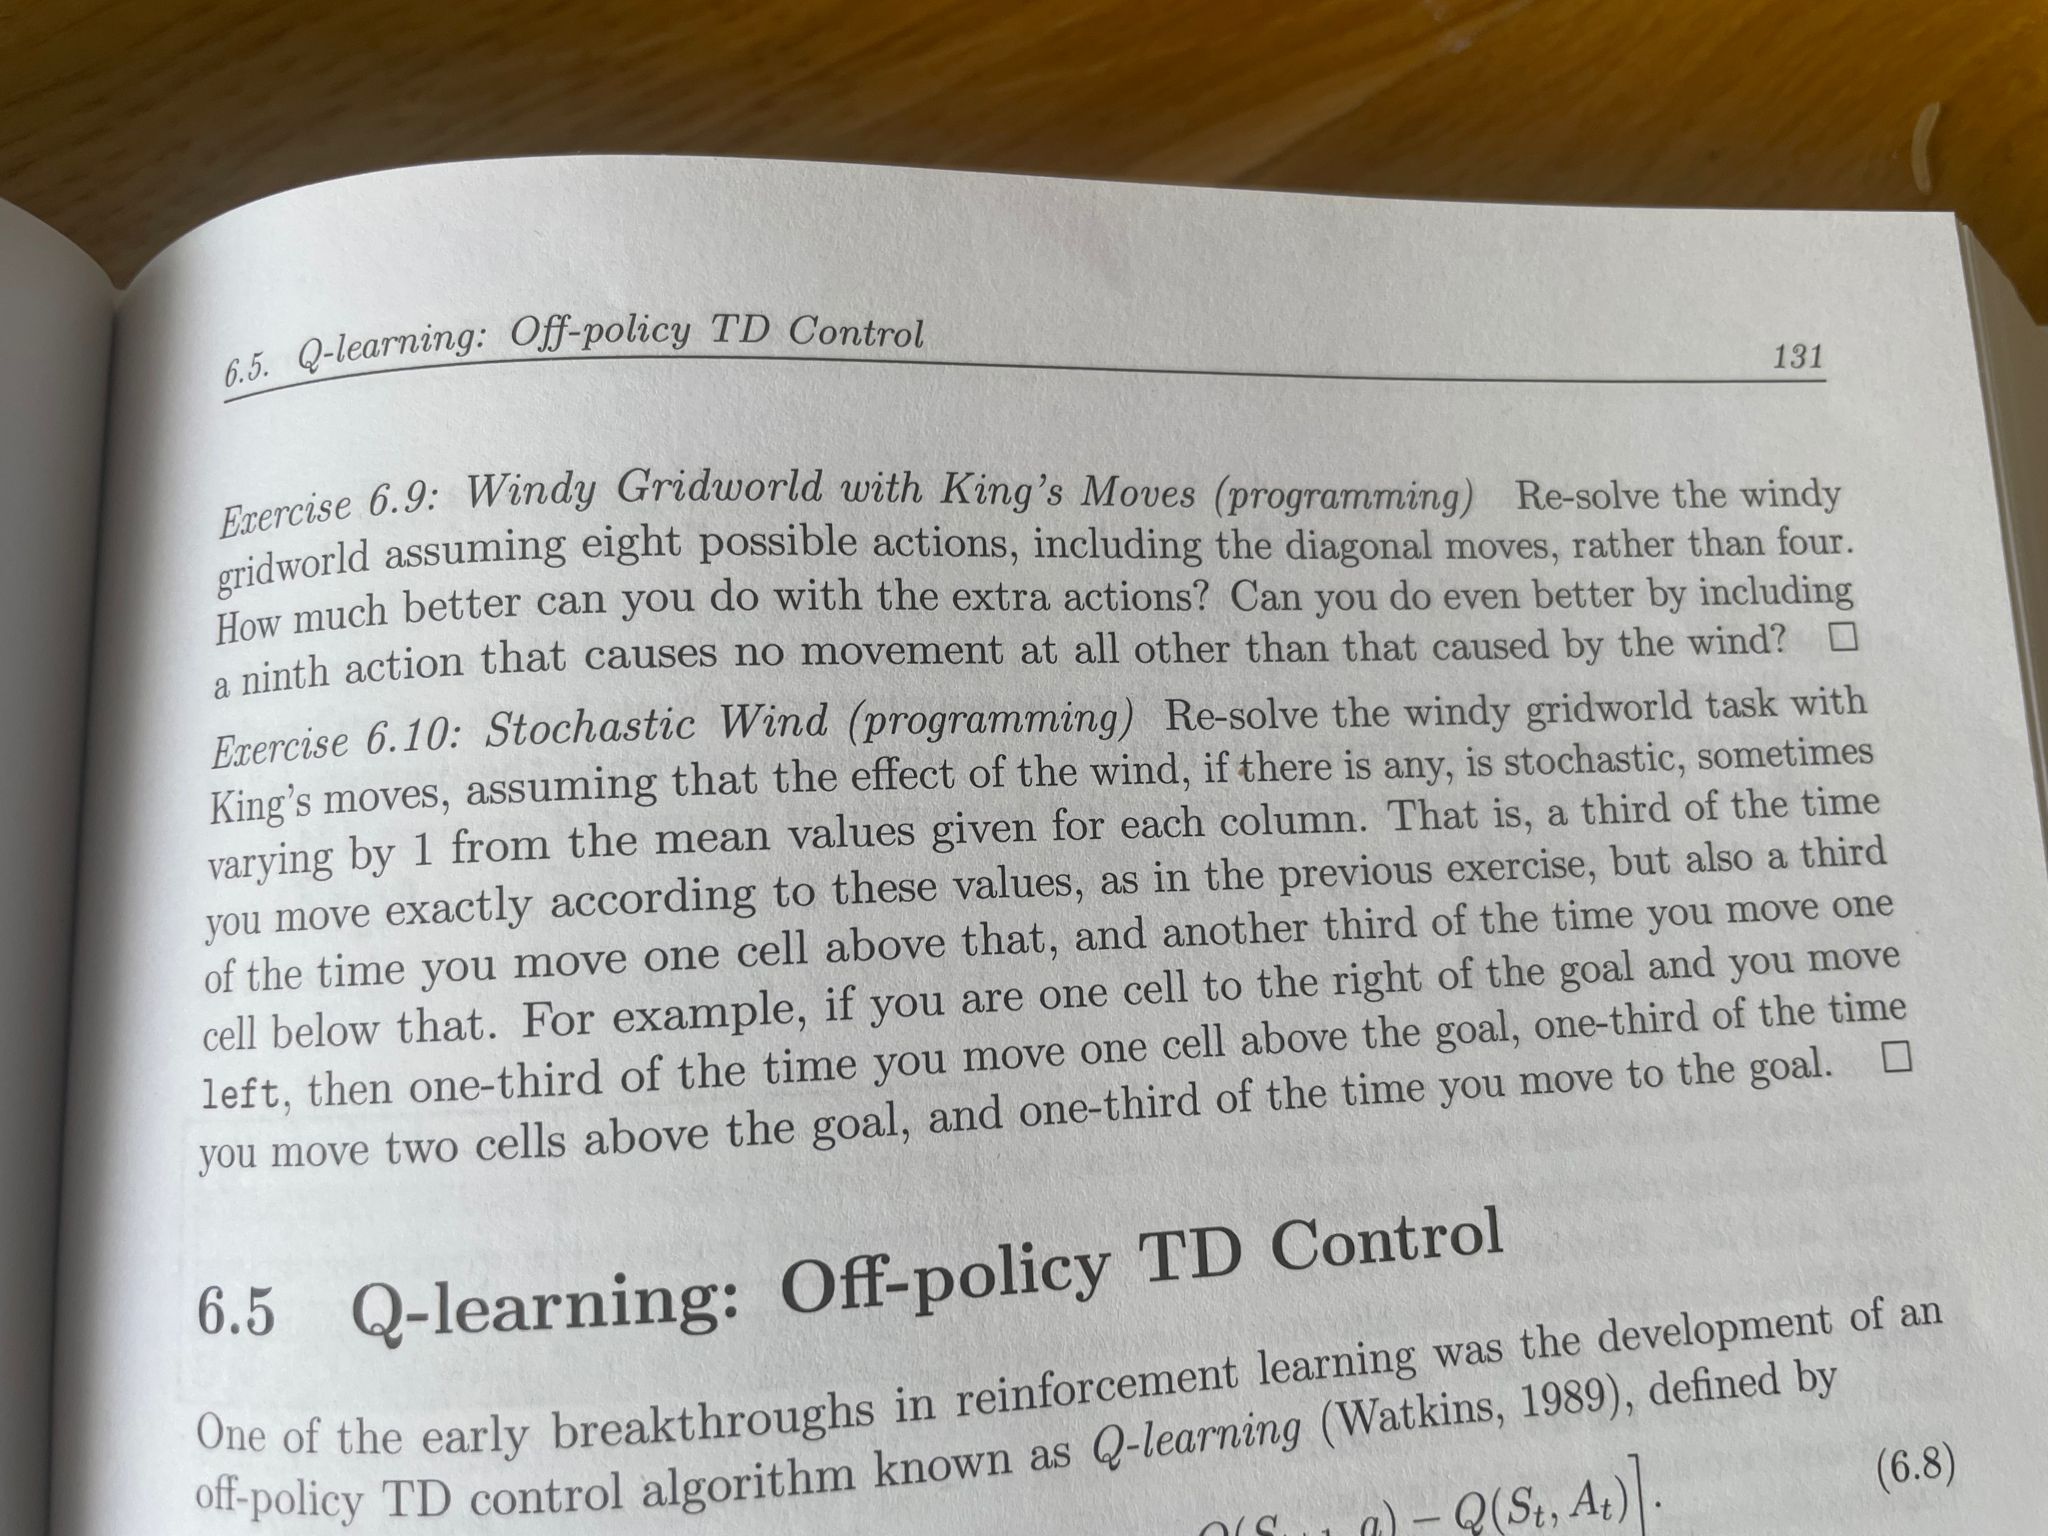 6.5. Q-learning: Off-policy TD Control 131
Exercise 6.9: Windy Gridworld with King's Moves (programming) Re-solve the windy
gridworld assuming eight possible actions, including the diagonal moves, rather than four.
How much better can you do with the extra actions? Can you do even better by including
a ninth action that causes no movement at all other than that caused by the wind? □
Exercise 6.10: Stochastic Wind (programming) Re-solve the windy gridworld task with
King's moves, assuming that the effect of the wind, if there is any, is stochastic, sometimes
varying by 1 from the mean values given for each column. That is, a third of the time
you move exactly according to these values, as in the previous exercise, but also a third
of the time you move one cell above that, and another third of the time you move one
cell below that. For example, if you are one cell to the right of the goal and you move
left, then one-third of the time you move one cell above the goal, one-third of the time
you move two cells above the goal, and one-third of the time you move to the goal. □
6.5 Q-learning: Off-policy TD Control
One of the early breakthroughs in reinforcement learning was the development of an
off-policy TD control algorithm known as Q-learning (Watkins, 1989), defined by
a) − Q(Sₜ, Aₜ)]. (6.8)